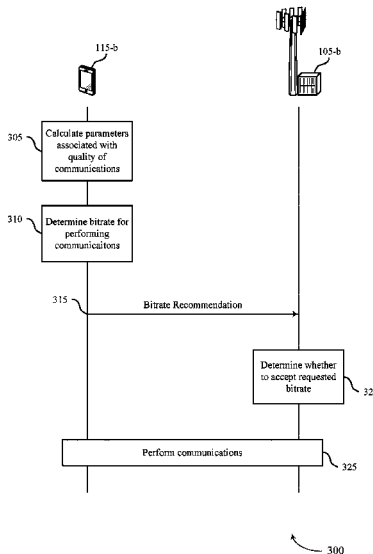 115-b
105-b
305
Calculate parameters
associated with
quality of
communications
310
Determine bitrate for
performing
communicaitons
315
Bitrate Recommendation
Determine whether
to accept requested
bitrate
32
Perform communications
325
300